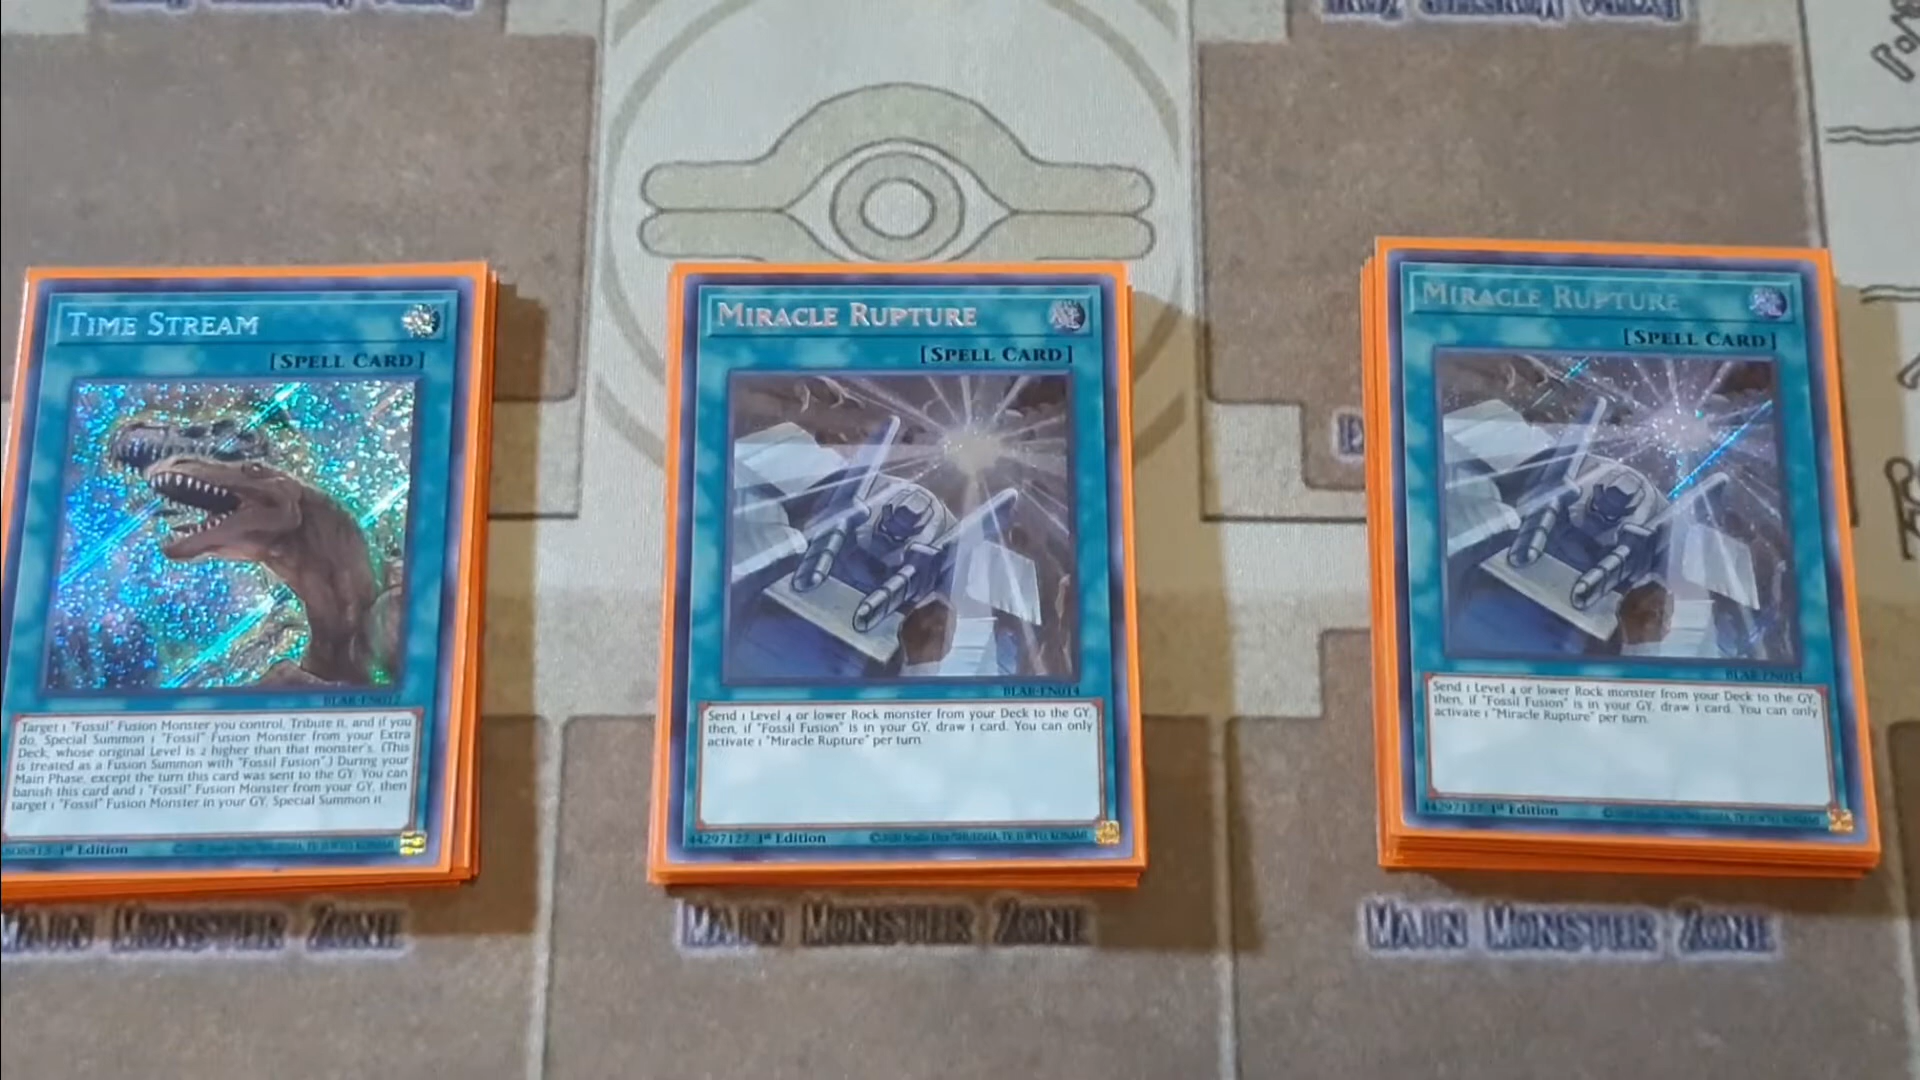 TIME STREAM
[SPELL CARD]
BLAR-EN012
Target 1 "Fossil" Fusion Monster you control, Tribute it, and if you
do, Special Summon 1 "Fossil" Fusion Monster from your Extra
Deck, whose original Level is 2 higher than that monster's. (This
is treated as a Fusion Summon with "Fossil Fusion".) During your
Main Phase, except the turn this card was sent to the GY: You can
banish this card and 1 "Fossil" Fusion Monster from your GY, then
target 1 "Fossil" Fusion Monster in your GY; Special Summon it.
1st Edition
MIRACLE RUPTURE
[SPELL CARD]
BLAR-EN014
Send 1 Level 4 or lower Rock monster from your Deck to the GY,
then, if "Fossil Fusion" is in your GY, draw 1 card. You can only
activate 1 "Miracle Rupture" per turn.
44297127 1st Edition
MIRACLE RUPTURE
[SPELL CARD]
BLAR-EN014
Send 1 Level 4 or lower Rock monster from your Deck to the GY,
then, if "Fossil Fusion" is in your GY, draw 1 card. You can only
activate 1 "Miracle Rupture" per turn.
44297127 1st Edition
MAIN MONSTER ZONE
MAIN MONSTER ZONE
MAIN MONSTER ZONE